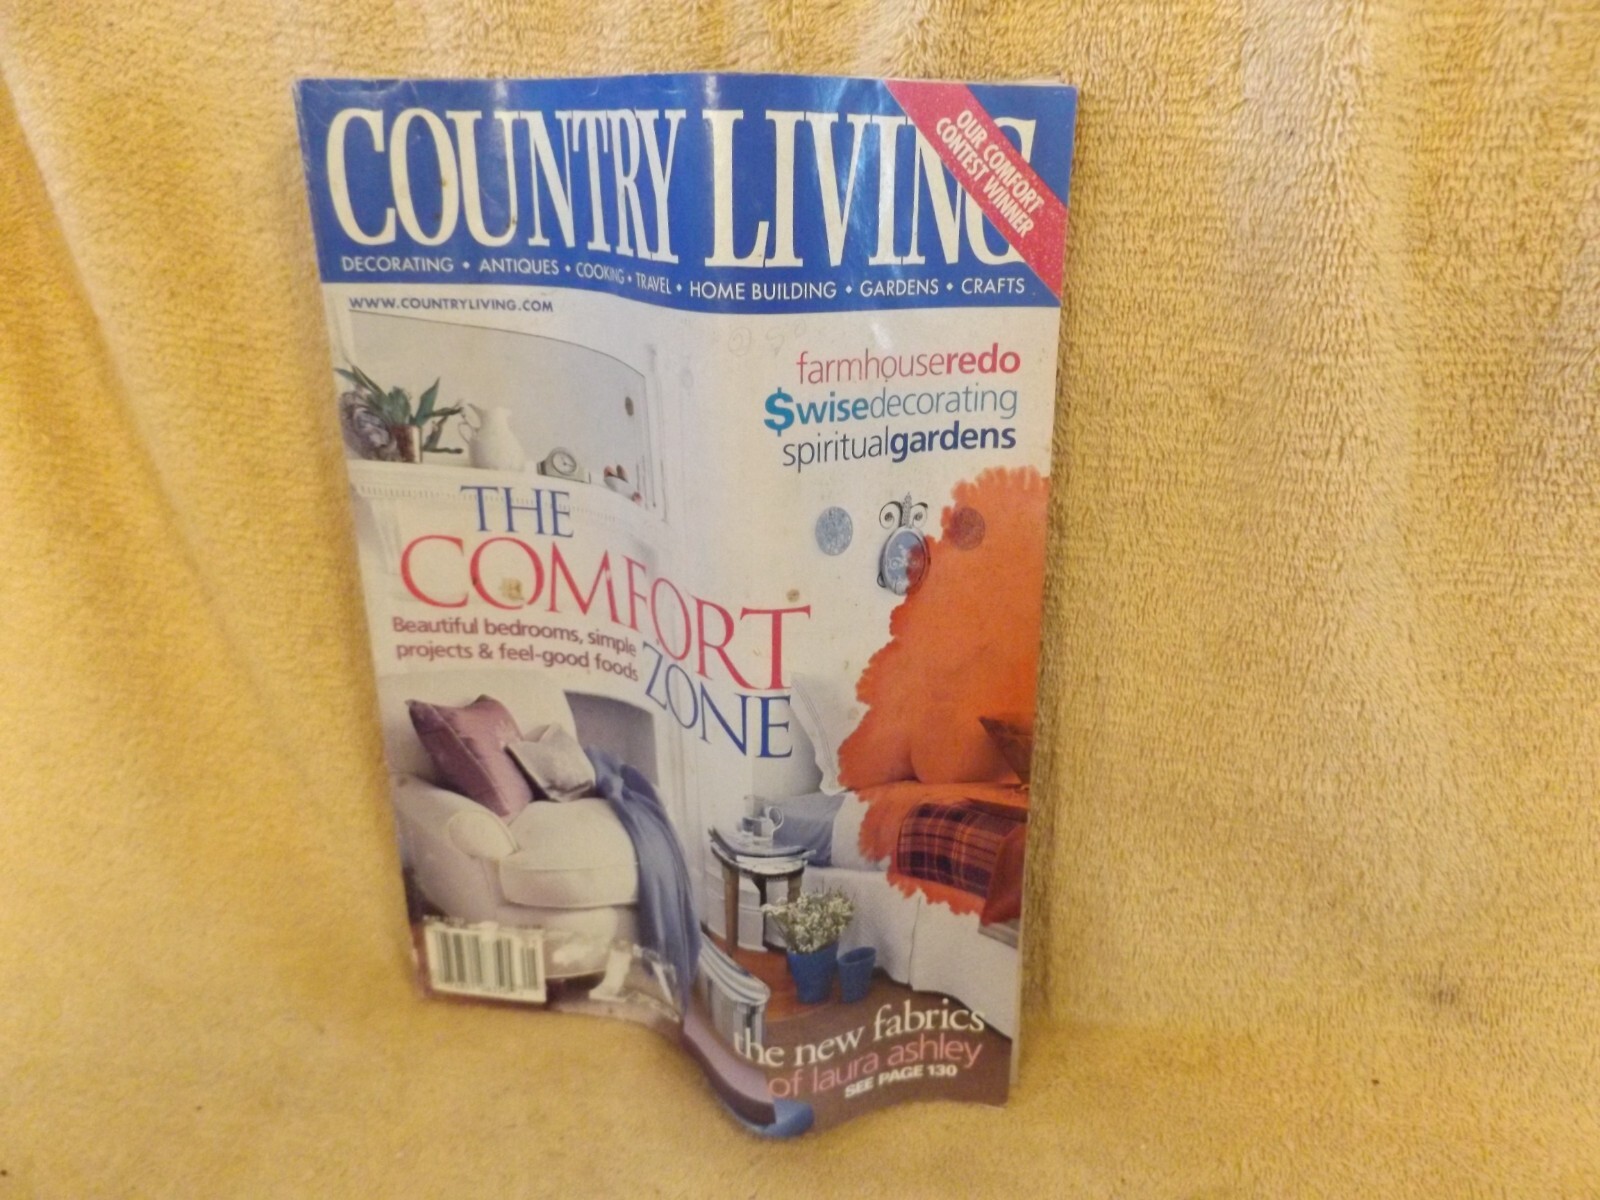 COUNTRY LIVING
OUR COMFORT
CONTEST WINNER
DECORATING • ANTIQUES • COOKING • TRAVEL • HOME BUILDING • GARDENS • CRAFTS
WWW.COUNTRYLIVING.COM
farmhouseredo
$wisedecorating
spiritualgardens
THE
COMFORT
ZONE
Beautiful bedrooms, simple
projects & feel-good foods
the new fabrics
of laura ashley
SEE PAGE 130